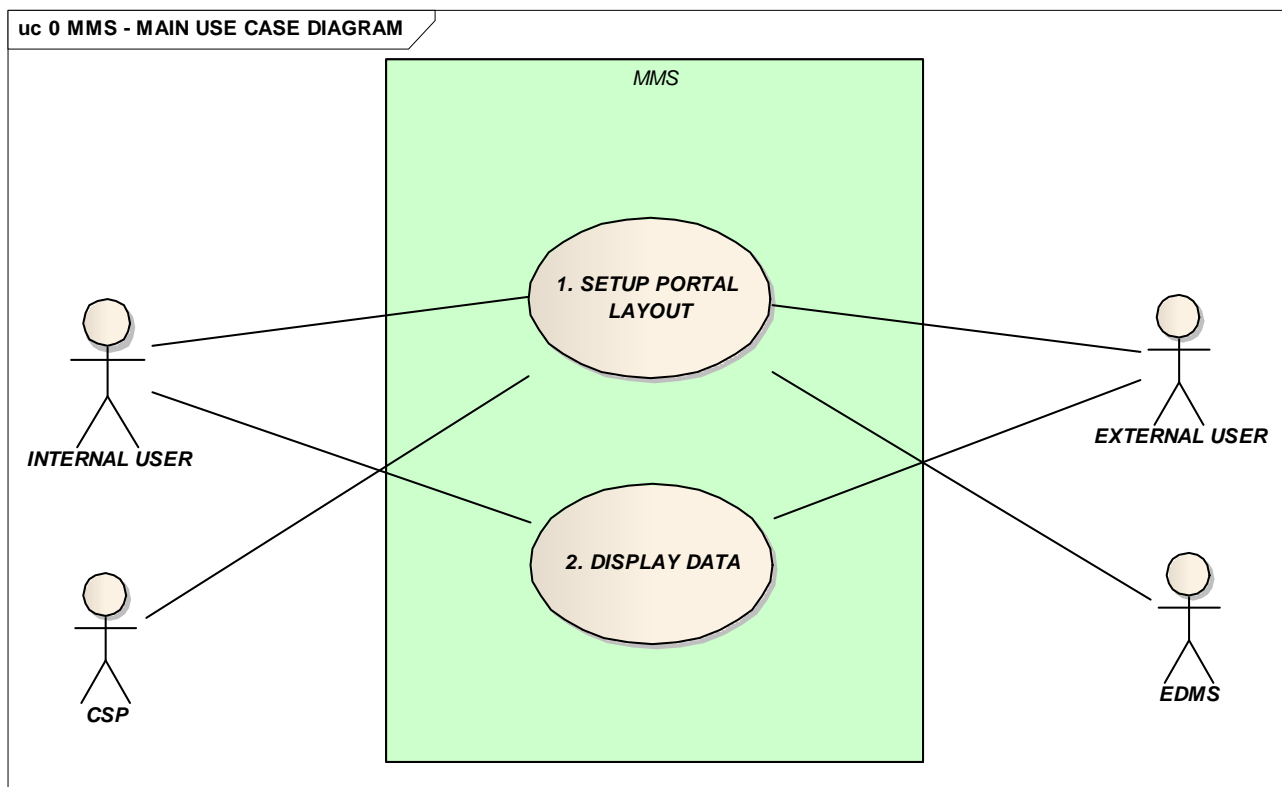 uc 0 MMS - MAIN USE CASE DIAGRAM
MMS
1. SETUP PORTAL
LAYOUT
INTERNAL USER
EXTERNAL USER
2. DISPLAY DATA
CSP
EDMS